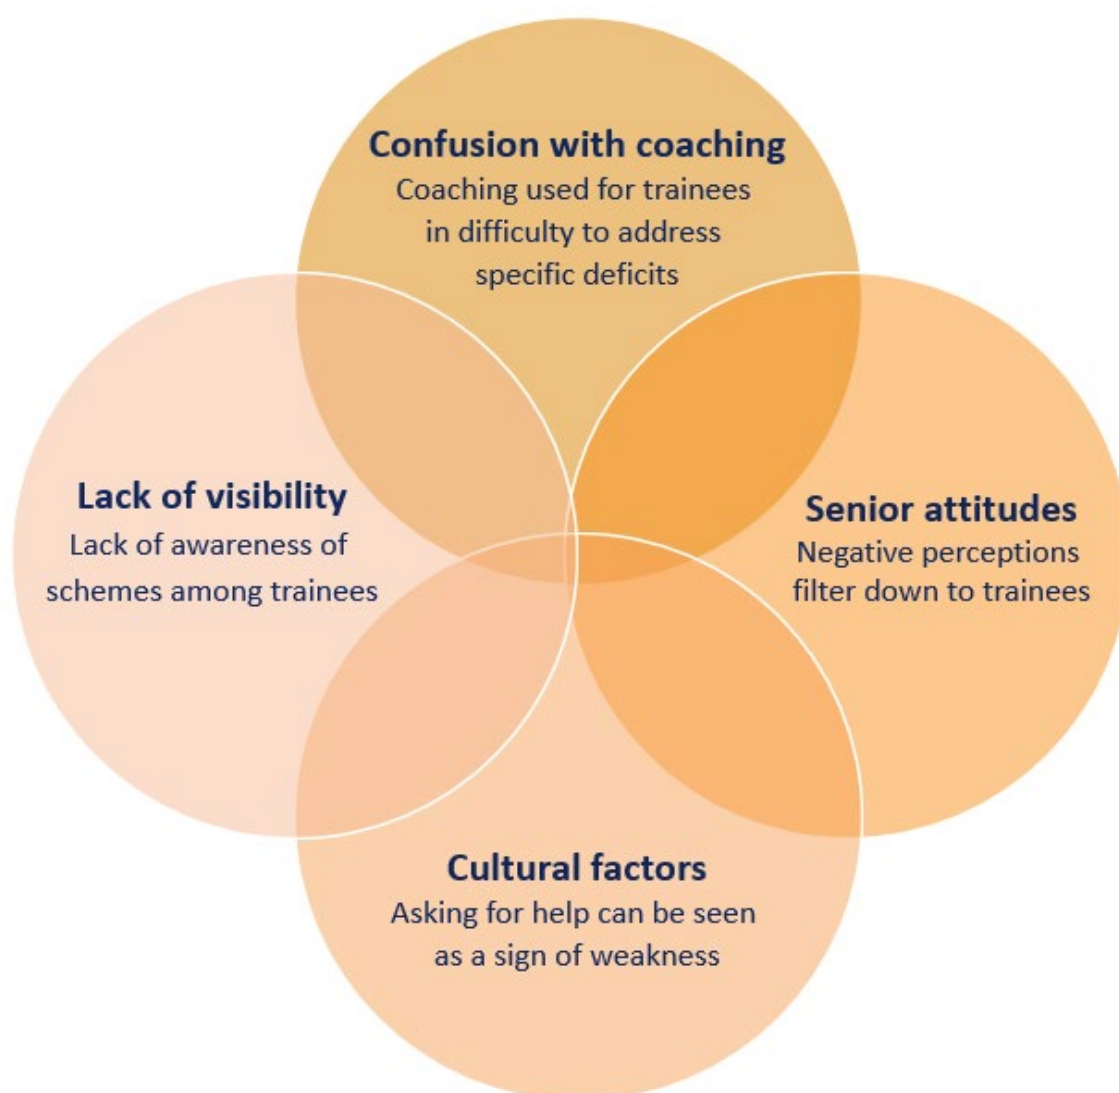 Confusion with coaching
Coaching used for trainees
in difficulty to address
specific deficits
Lack of visibility
Lack of awareness of
schemes among trainees
Senior attitudes
Negative perceptions
filter down to trainees
Cultural factors
Asking for help can be seen
as a sign of weakness